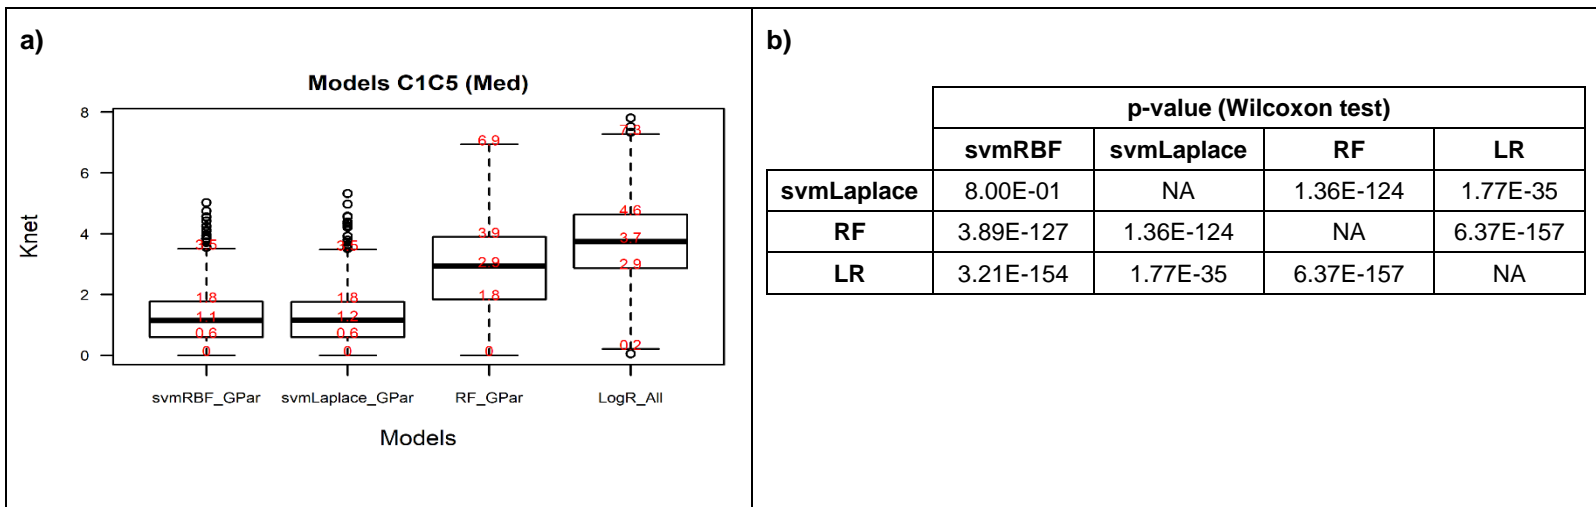 a)
Models C1C5 (Med)
Knet
8
6
4
2
0
3.5
1.8
1.1
0.6
0
3.5
1.8
1.2
0.6
0
6.9
3.9
2.9
1.8
0
7.3
4.6
3.7
2.9
0.2
svmRBF_GPar svmLaplace_GPar RF_GPar LogR_All
Models
b)
p-value (Wilcoxon test)
svmRBF svmLaplace RF LR
svmLaplace 8.00E-01 NA 1.36E-124 1.77E-35
RF 3.89E-127 1.36E-124 NA 6.37E-157
LR 3.21E-154 1.77E-35 6.37E-157 NA